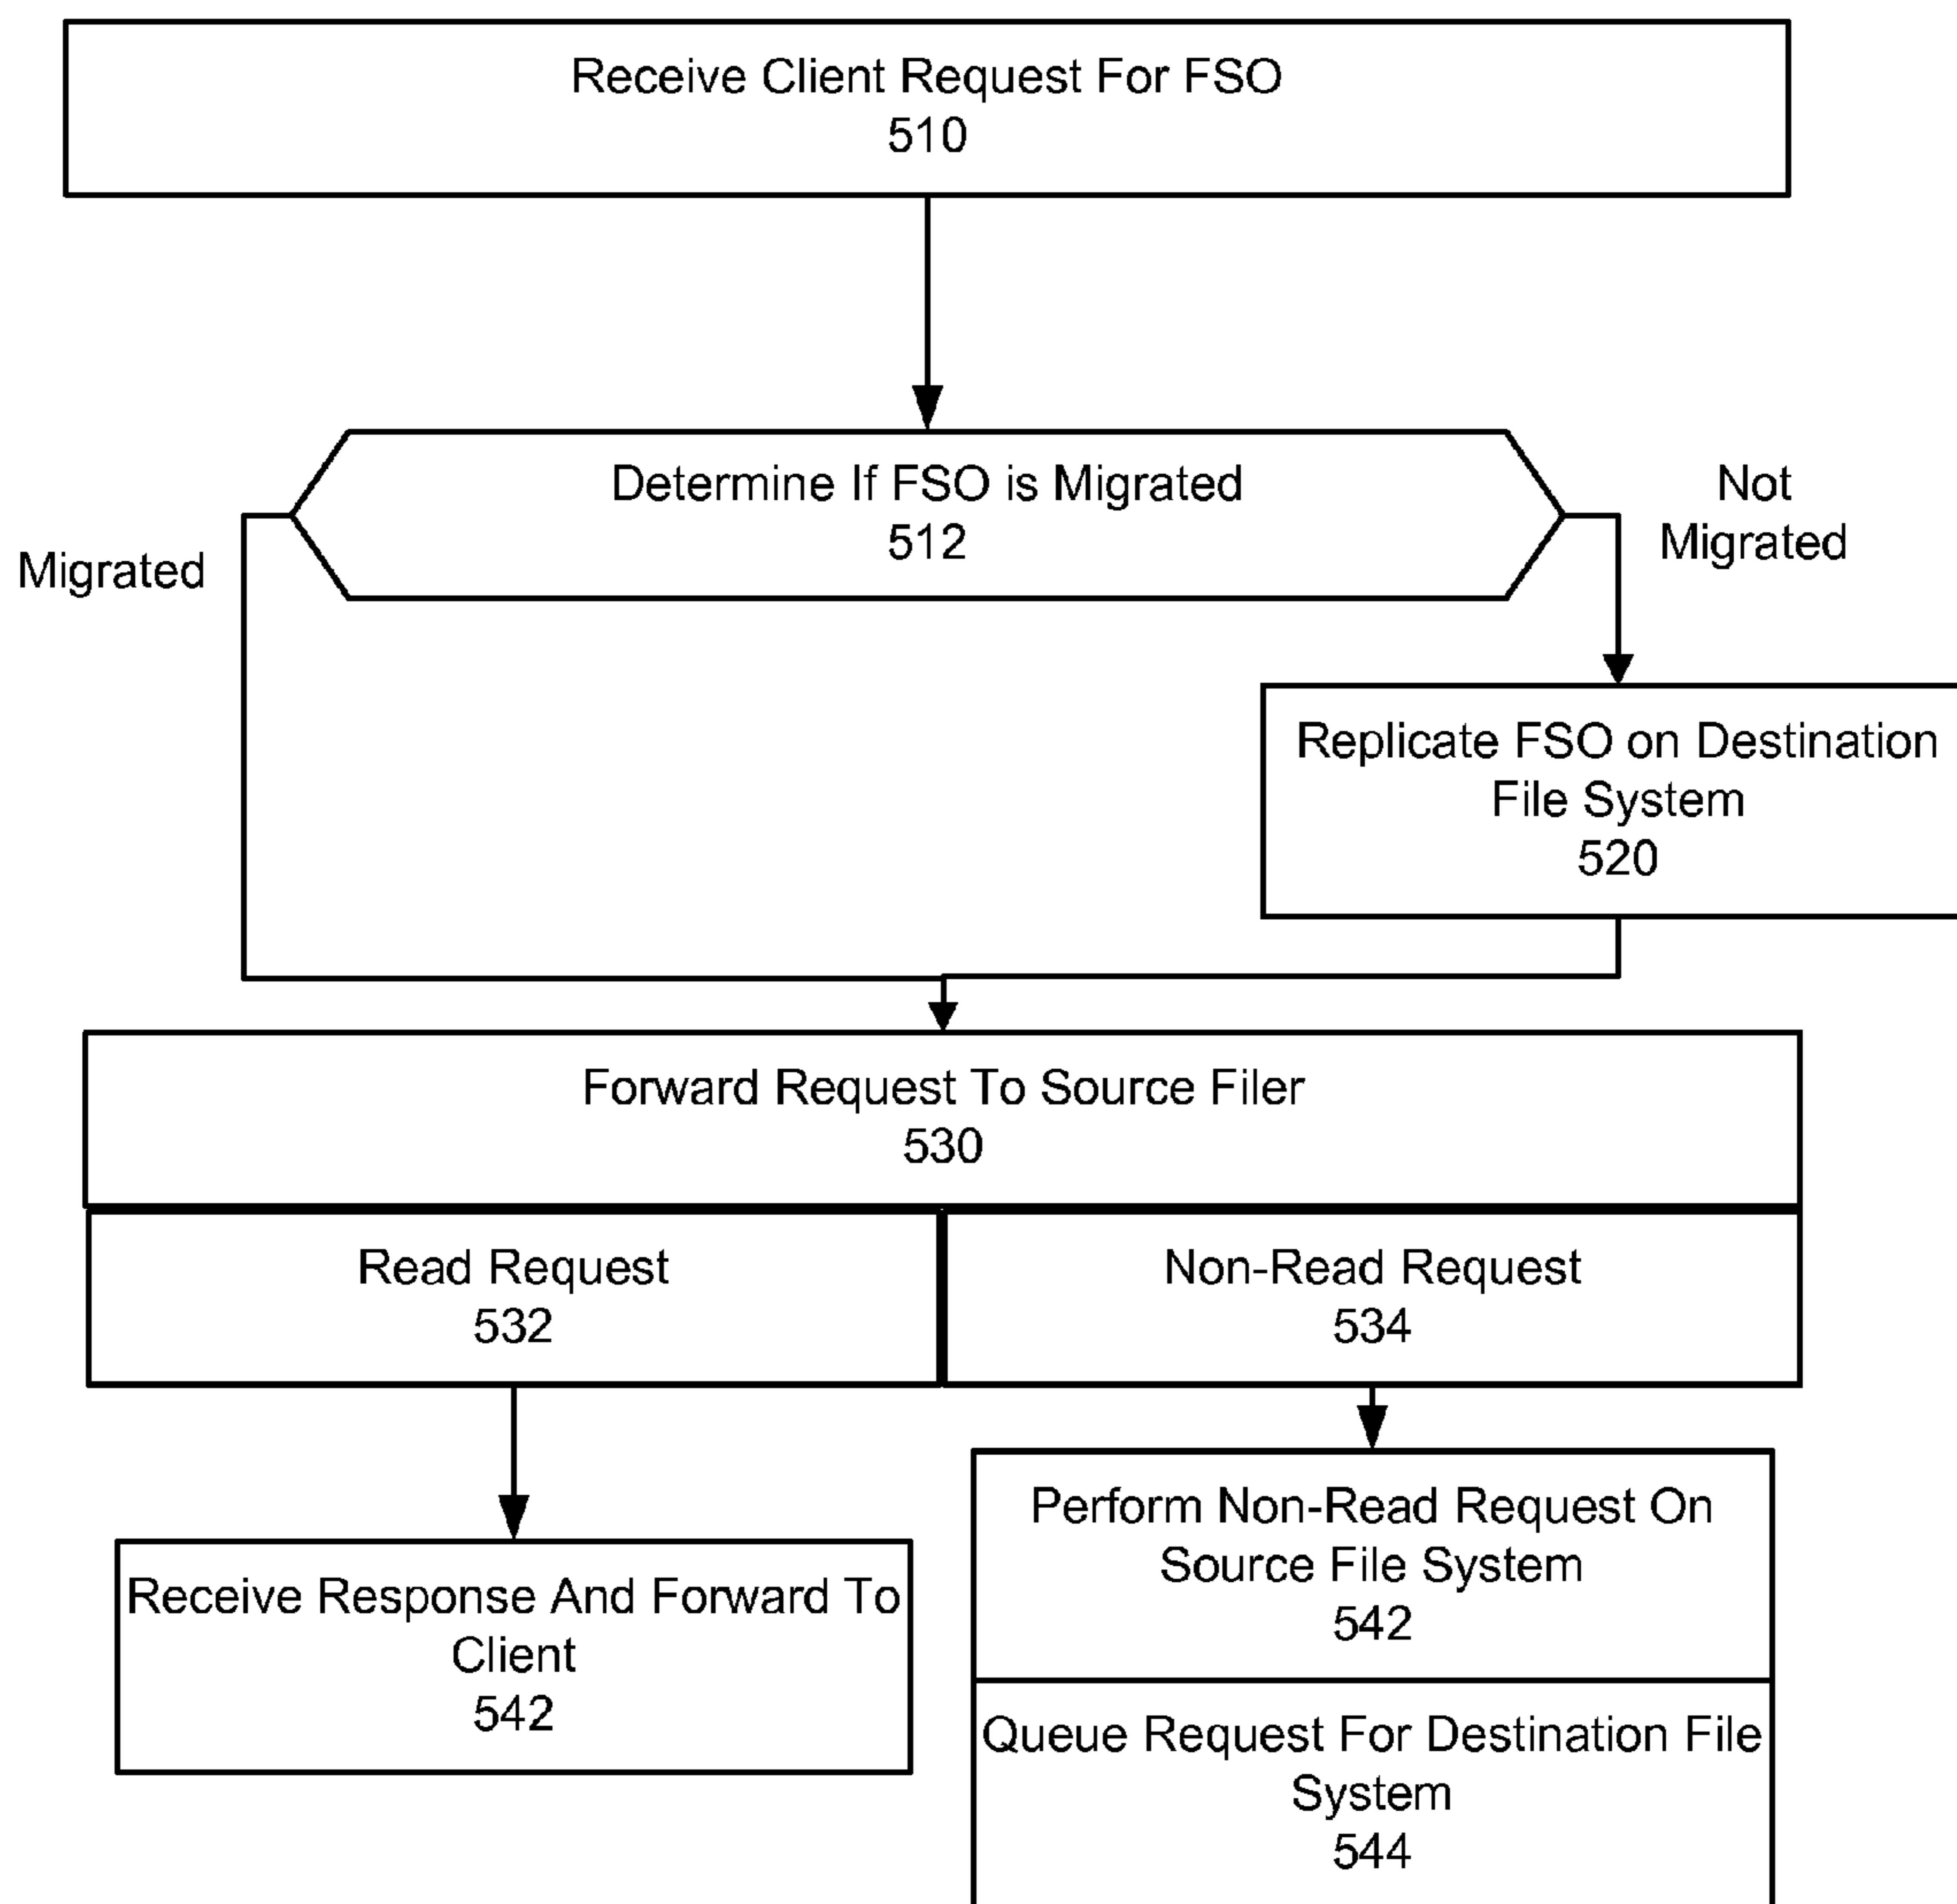 Receive Client Request For FSO
510
Determine If FSO is Migrated
512
Not
Migrated
Migrated
Replicate FSO on Destination
File System
520
Forward Request To Source Filer
530
Read Request
532
Non-Read Request
534
Receive Response And Forward To
Client
542
Perform Non-Read Request On
Source File System
542
Queue Request For Destination File
System
544